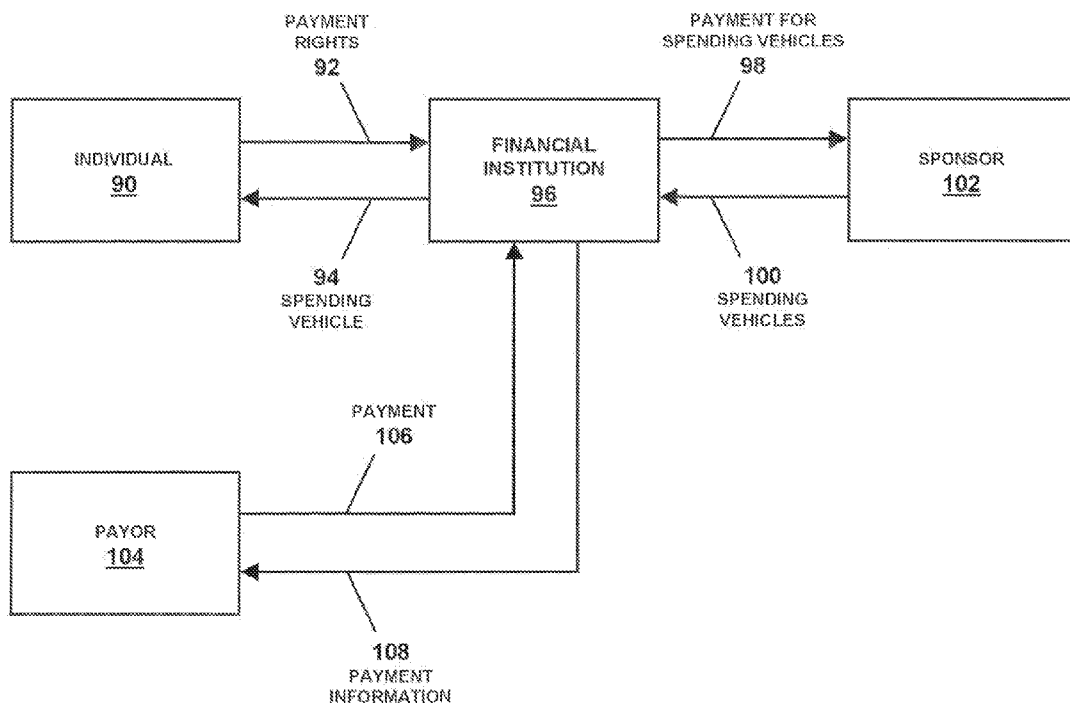 PAYMENT
RIGHTS
92
PAYMENT FOR
SPENDING VEHICLES
98
INDIVIDUAL
90
FINANCIAL
INSTITUTION
96
SPONSOR
102
94
SPENDING
VEHICLE
100
SPENDING
VEHICLES
PAYMENT
106
PAYOR
104
108
PAYMENT
INFORMATION